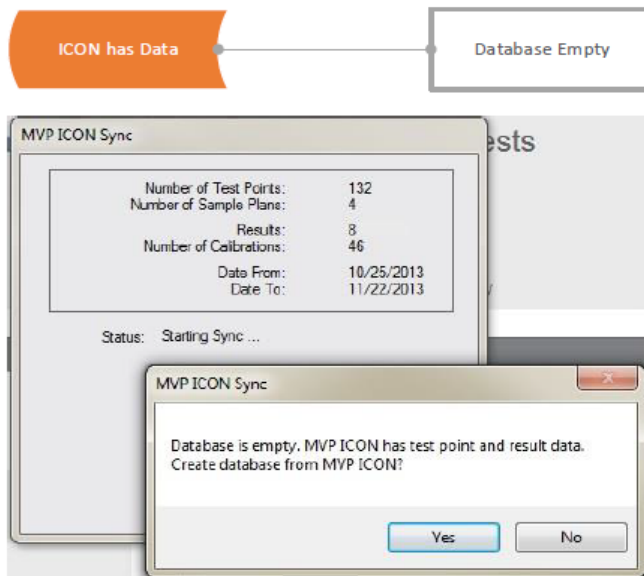 ICON has Data
Database Empty
MVP ICON Sync
ests
Number of Test Points: 132
Number of Sample Plans: 4
Results: 8
Number of Calibrations: 46
Date From: 10/25/2013
Date To: 11/22/2013
Status: Starting Sync ...
MVP ICON Sync
Database is empty. MVP ICON has test point and result data.
Create database from MVP ICON?
Yes
No